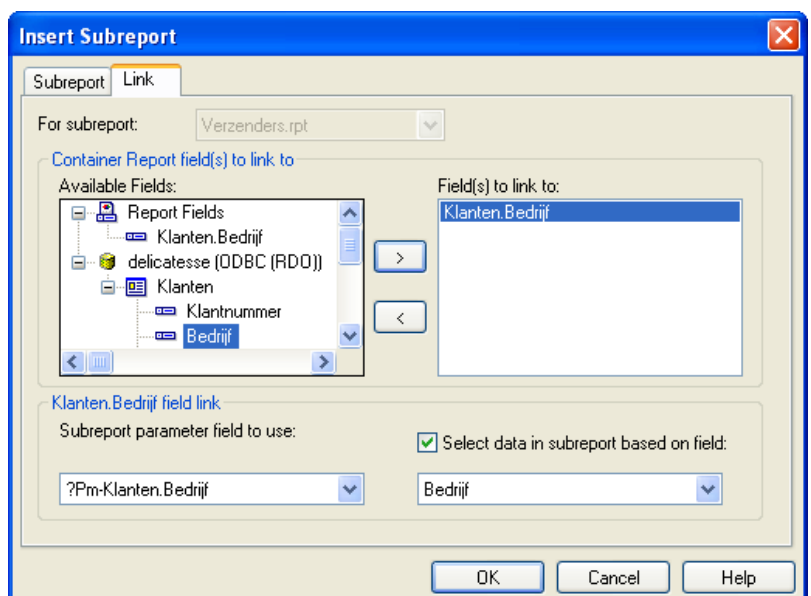 Insert Subreport
Subreport
Link
For subreport:
Verzenders.rpt
Container Report field(s) to link to
Available Fields:
Report Fields
Klanten.Bedrijf
delicatesse (ODBC (RDO))
Klanten
Klantnummer
Bedrijf
>
<
Field(s) to link to:
Klanten.Bedrijf
Klanten.Bedrijf field link
Subreport parameter field to use:
?Pm-Klanten.Bedrijf
Select data in subreport based on field:
Bedrijf
OK
Cancel
Help